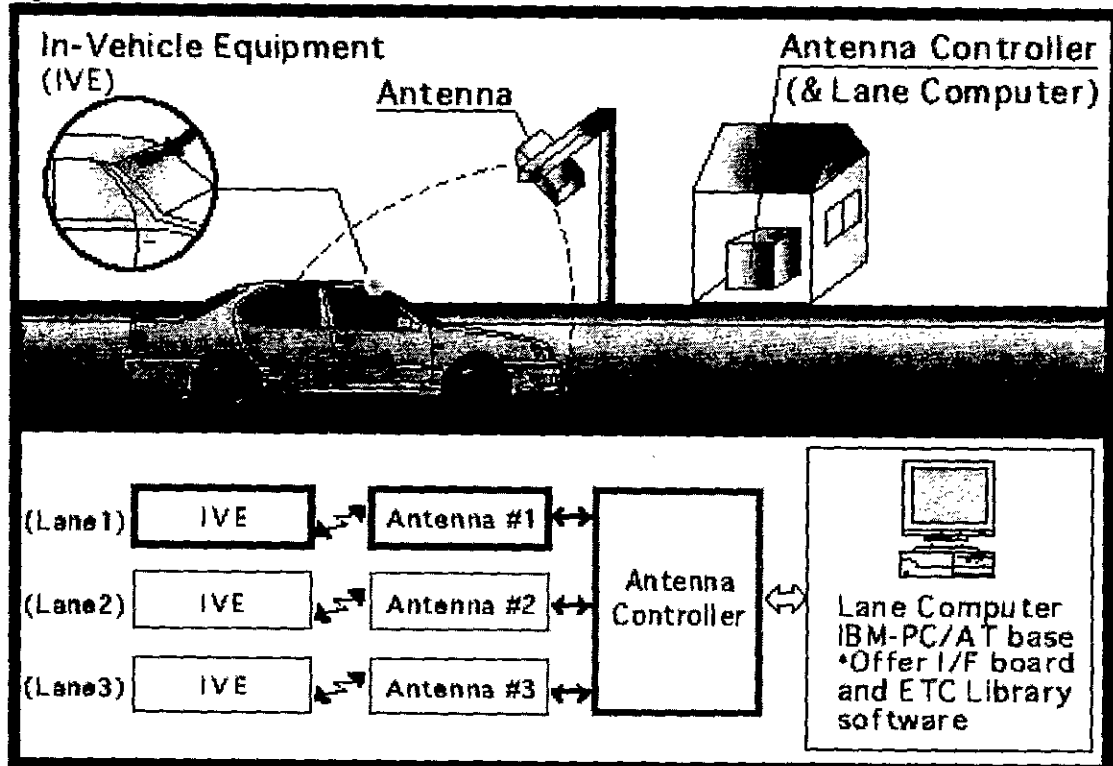 In-Vehicle Equipment
(IVE)
Antenna
Antenna Controller
(& Lane Computer)
(Lane1)
IVE
Antenna #1
(Lane2)
IVE
Antenna #2
(Lane3)
IVE
Antenna #3
Antenna
Controller
Lane Computer
IBM-PC/AT base
*Offer I/F board
and ETC Library
software